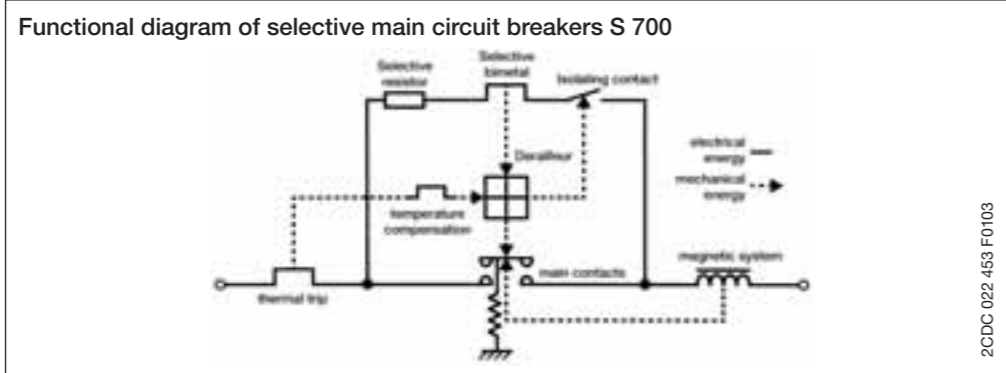 Functional diagram of selective main circuit breakers S 700
Selective
resistor
Selective
bimetal
Isolating contact
electrical
energy
mechanical
energy
temperature
compensation
thermal trip
main contacts
magnetic system
2CDC 022 453 F0103